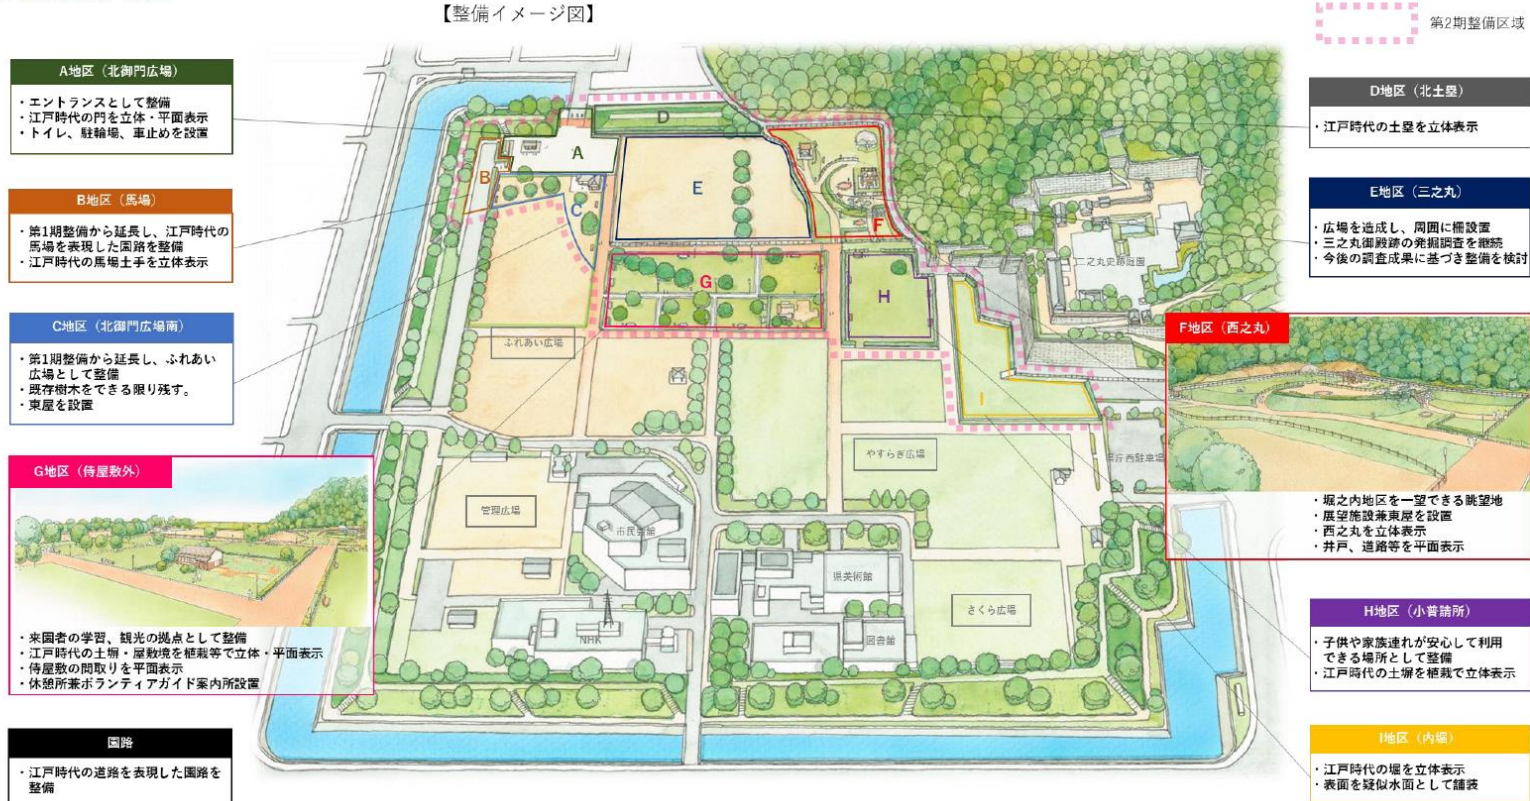 【整備イメージ図】
第2期整備区域
A地区（北御門広場）
・エントランスとして整備
・江戸時代の門を立体・平面表示
・トイレ、駐輪場、車止めを設置
B地区（馬場）
・第1期整備から延長し、江戸時代の
馬場を表現した園路を整備
・江戸時代の馬場土手を立体表示
C地区（北御門広場南）
・第1期整備から延長し、ふれあい
広場として整備
・既存樹木をできる限り残す。
・東屋を設置
G地区（侍屋敷外）
・来園者の学習、観光の拠点として整備
・江戸時代の土塀・屋敷境を植栽等で立体・平面表示
・侍屋敷の間取りを平面表示
・休憩所兼ボランティアガイド案内所設置
園路
・江戸時代の道路を表現した園路を
整備
A
B
C
D
E
F
G
H
I
二之丸史跡庭園
ふれあい広場
やすらぎ広場
県庁西駐車場
管理広場
市民会館
県美術館
さくら広場
NHK
図書館
D地区（北土塁）
・江戸時代の土塁を立体表示
E地区（三之丸）
・広場を造成し、周囲に柵設置
・三之丸御殿跡の発掘調査を継続
・今後の調査成果に基づき整備を検討
F地区（西之丸）
・堀之内地区を一望できる眺望地
・展望施設兼東屋を設置
・西之丸を立体表示
・井戸、道路等を平面表示
H地区（小普請所）
・子供や家族連れが安心して利用
できる場所として整備
・江戸時代の土塀を植栽で立体表示
I地区（内堀）
・江戸時代の堀を立体表示
・表面を疑似水面として舗装